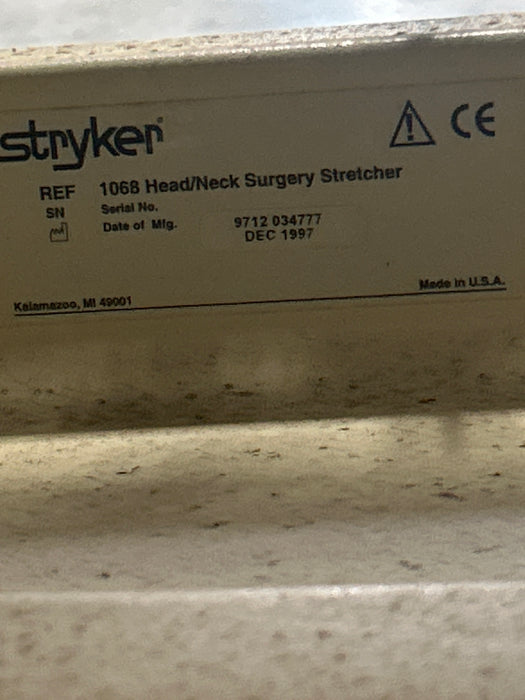 stryker®
REF 1068 Head/Neck Surgery Stretcher
SN Serial No. 9712 034777
Date of Mfg. DEC 1997
Made in U.S.A.
Kalamazoo, MI 49001
CE